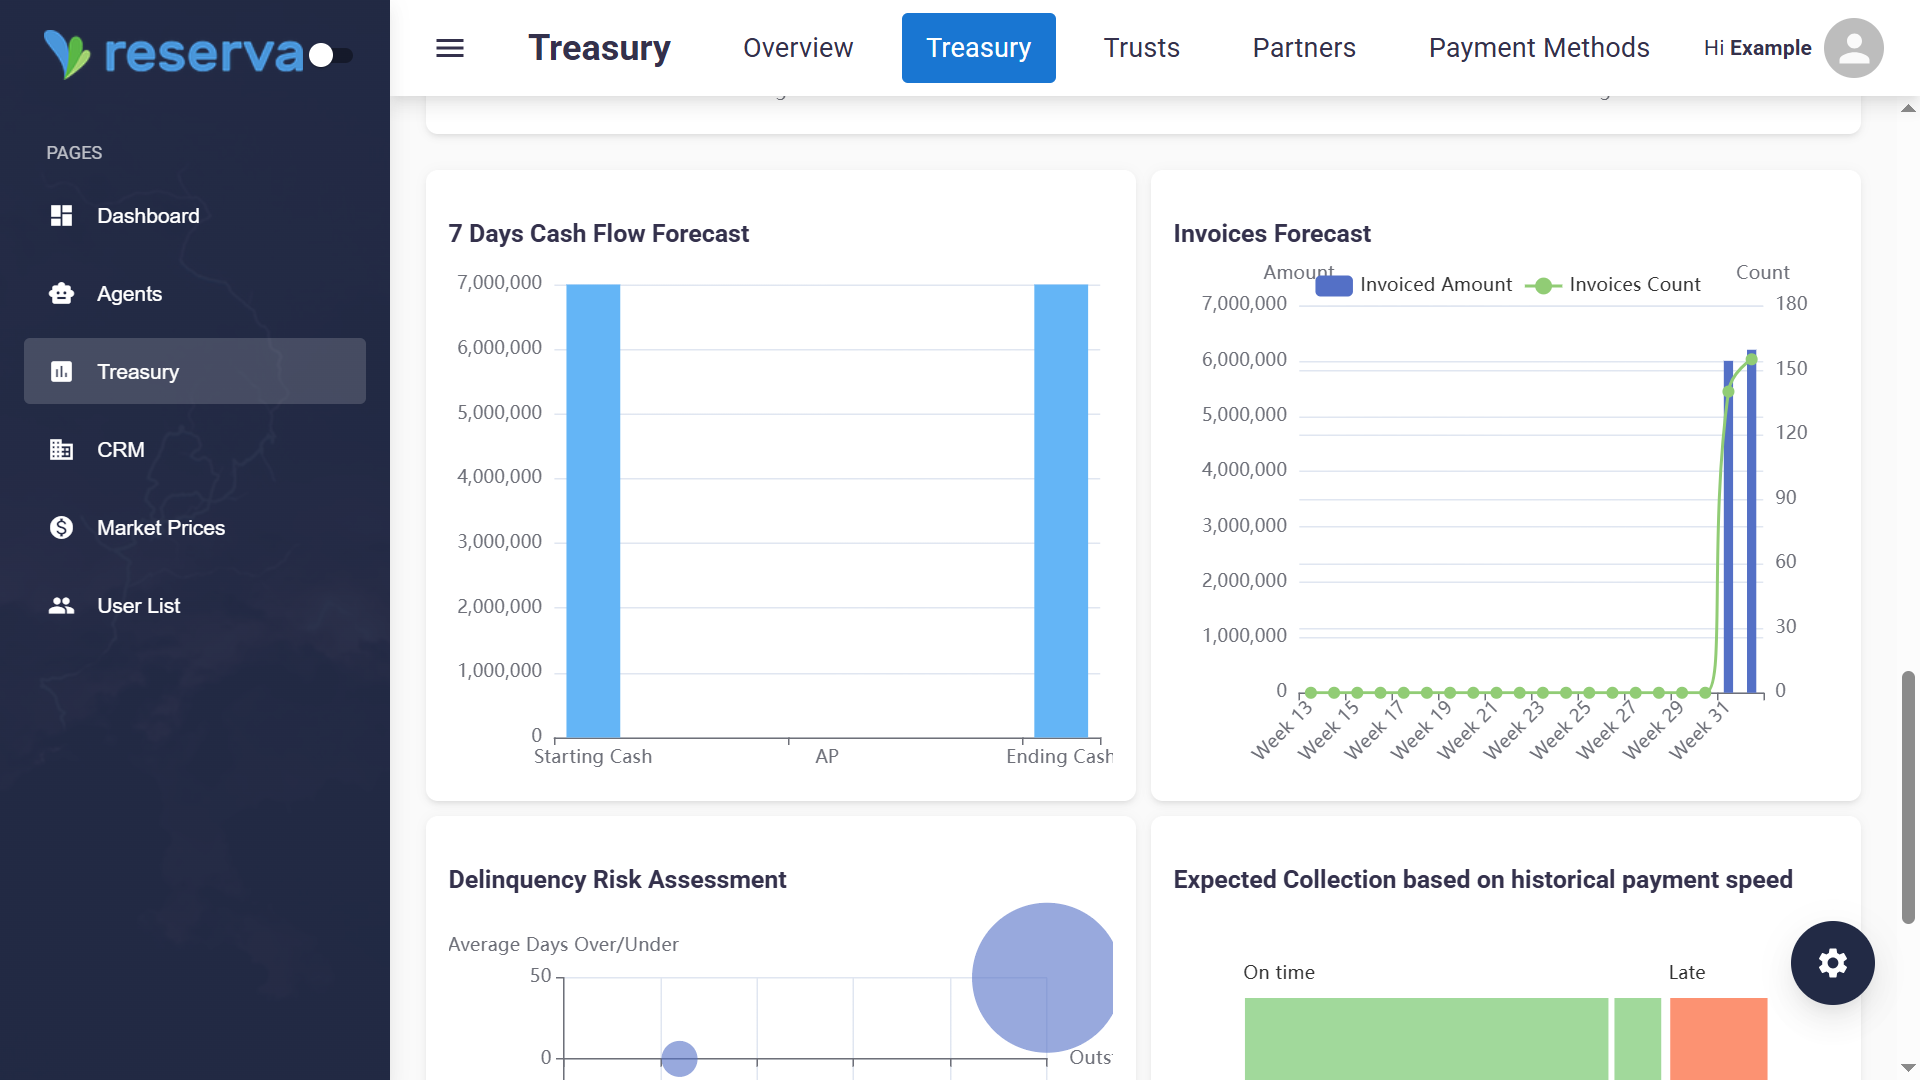 reserva
Treasury
Overview
Treasury
Trusts
Partners
Payment Methods
Hi Example
PAGES
Dashboard
Agents
Treasury
CRM
Market Prices
User List
7 Days Cash Flow Forecast
7,000,000
6,000,000
5,000,000
4,000,000
3,000,000
2,000,000
1,000,000
0
Starting Cash
AP
Ending Cash
Invoices Forecast
Amount
Invoiced Amount
Invoices Count
Count
7,000,000
6,000,000
5,000,000
4,000,000
3,000,000
2,000,000
1,000,000
0
180
150
120
90
60
30
0
Week 13
Week 15
Week 17
Week 19
Week 21
Week 23
Week 25
Week 27
Week 29
Week 31
Delinquency Risk Assessment
Average Days Over/Under
50
0
Outs
Expected Collection based on historical payment speed
On time
Late